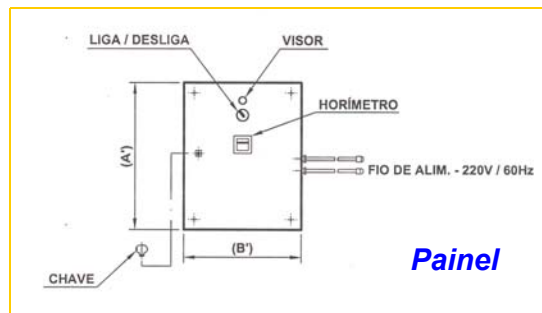 LIGA / DESLIGA
VISOR
HORÍMETRO
(A')
FIO DE ALIM. - 220V / 60Hz
(B')
CHAVE
Painel